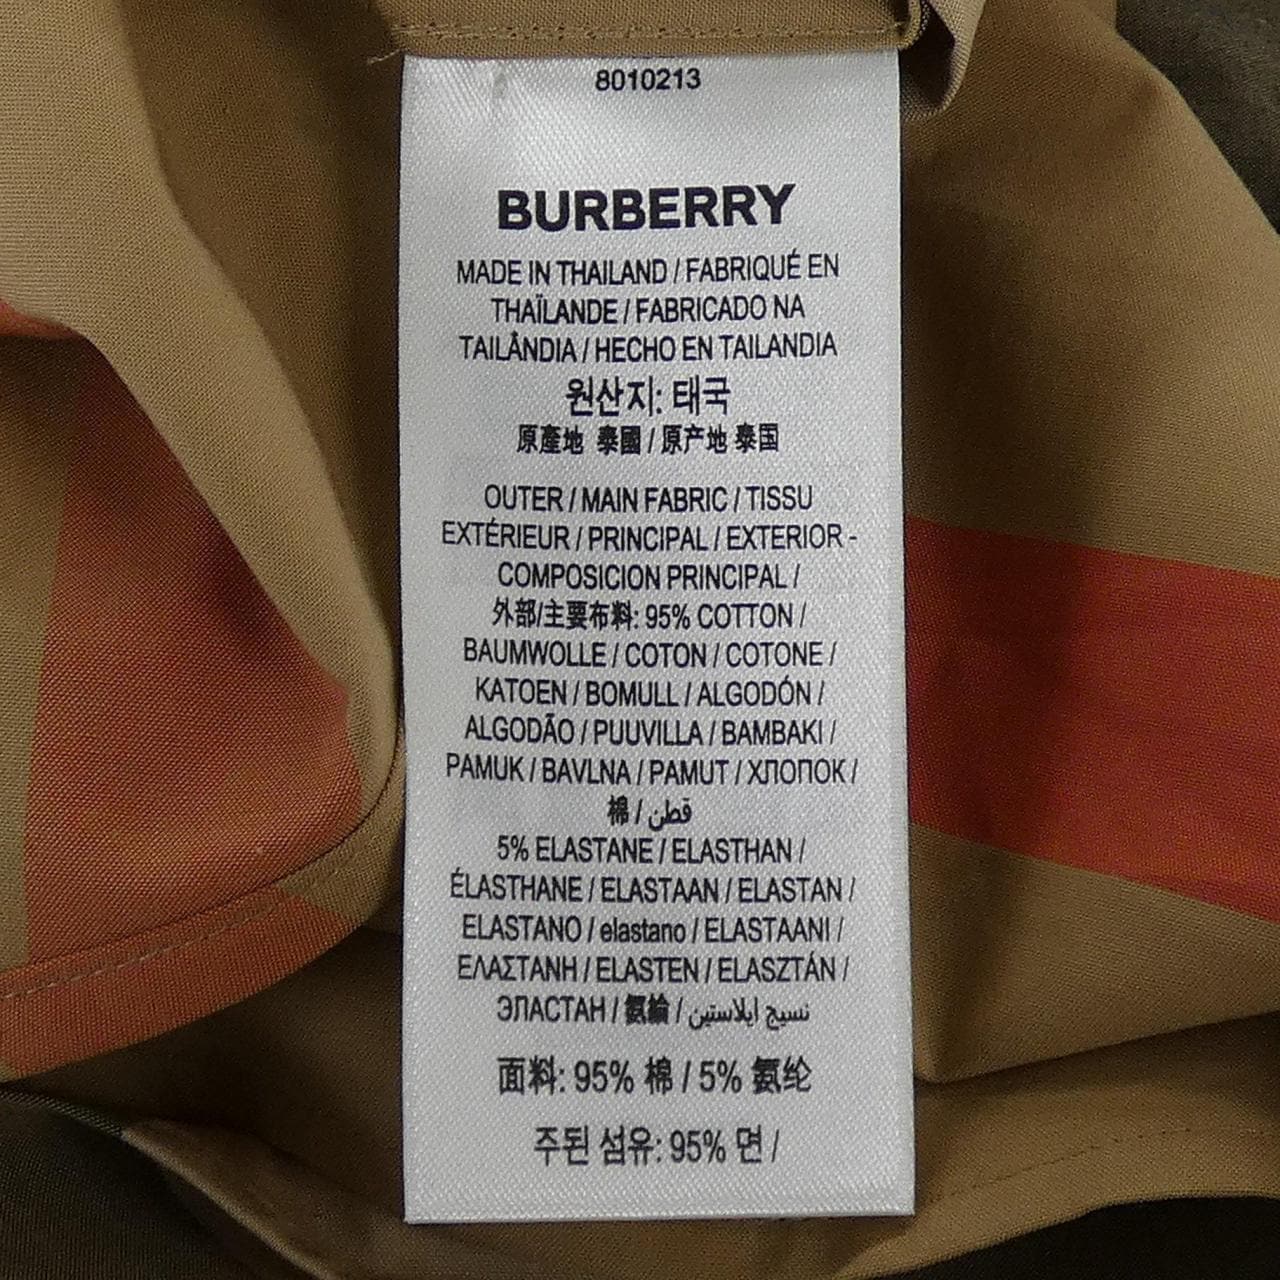 8010213
BURBERRY
MADE IN THAILAND / FABRIQUÉ EN
THAÏLANDE / FABRICADO NA
TAILÂNDIA / HECHO EN TAILANDIA
원산지: 태국
原產地 泰國 / 原产地 泰国
OUTER / MAIN FABRIC / TISSU
EXTÉRIEUR / PRINCIPAL / EXTERIOR -
COMPOSICION PRINCIPAL /
外部/主要布料: 95% COTTON /
BAUMWOLLE / COTON / COTONE /
KATOEN / BOMULL / ALGODÓN /
ALGODÃO / PUUVILLA / BAMBAKI /
PAMUK / BAVLNA / PAMUT / ХЛОПОК /
棉 / قطن
5% ELASTANE / ELASTHAN /
ÉLASTHANE / ELASTAAN / ELASTAN /
ELASTANO / elastano / ELASTAANI /
ΕΛΑΣΤΑΝΗ / ELASTEN / ELASZTÁN /
ЭЛАСТАН / 氨綸 / نسيج ايلاستين
面料: 95% 棉 / 5% 氨纶
주된 섬유: 95% 면 /